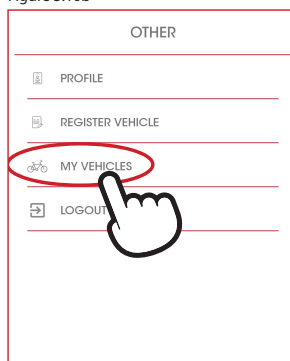 OTHER
PROFILE
REGISTER VEHICLE
MY VEHICLES
LOGOUT